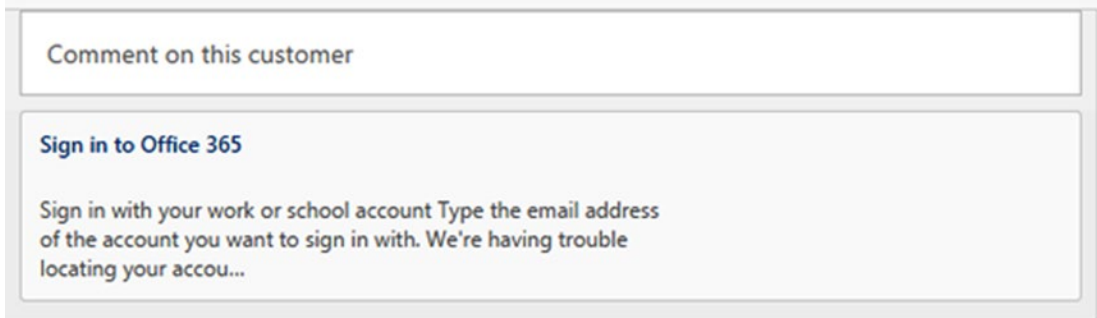 Comment on this customer
Sign in to Office 365
Sign in with your work or school account Type the email address
of the account you want to sign in with. We're having trouble
locating your accou...